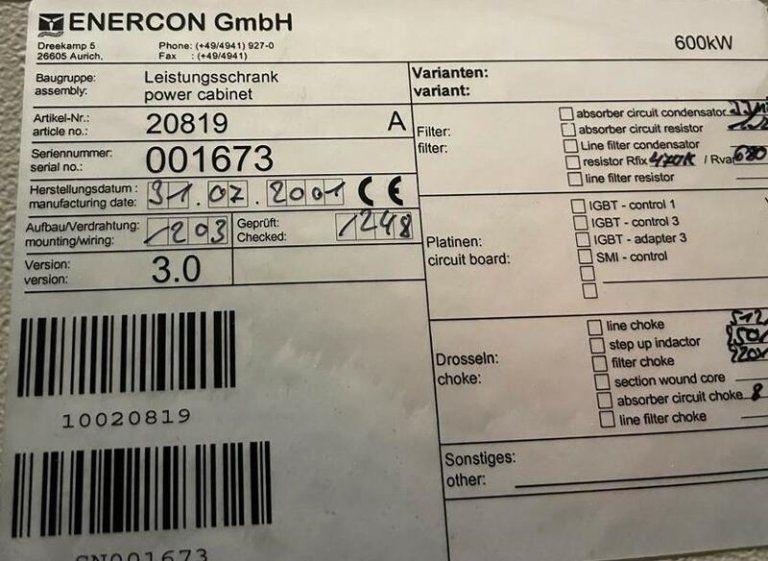 ENERCON GmbH
Dreekamp 5
26605 Aurich.
Phone: (+49/4941) 927-0
Fax : (+49/4941)
600kW
Baugruppe:
assembly:
Leistungsschrank
power cabinet
Artikel-Nr.:
article no.:
20819 A
Seriennummer:
serial no.:
001673
Herstellungsdatum :
manufacturing date:
31.07.2001 CE
Aufbau/Verdrahtung:
mounting/wiring:
/203
Geprüft:
Checked:
/248
Version:
version:
3.0
10020819
SN001673
Varianten:
variant:
Filter:
filter:
absorber circuit condensator
absorber circuit resistor
Line filter condensator
resistor Rfix 470K / Rvar 680
line filter resistor
Platinen:
circuit board:
IGBT - control 1
IGBT - control 3
IGBT - adapter 3
SMI - control
Drosseln:
choke:
line choke
step up indactor
filter choke
section wound core
absorber circuit choke 8
line filter choke
Sonstiges:
other: